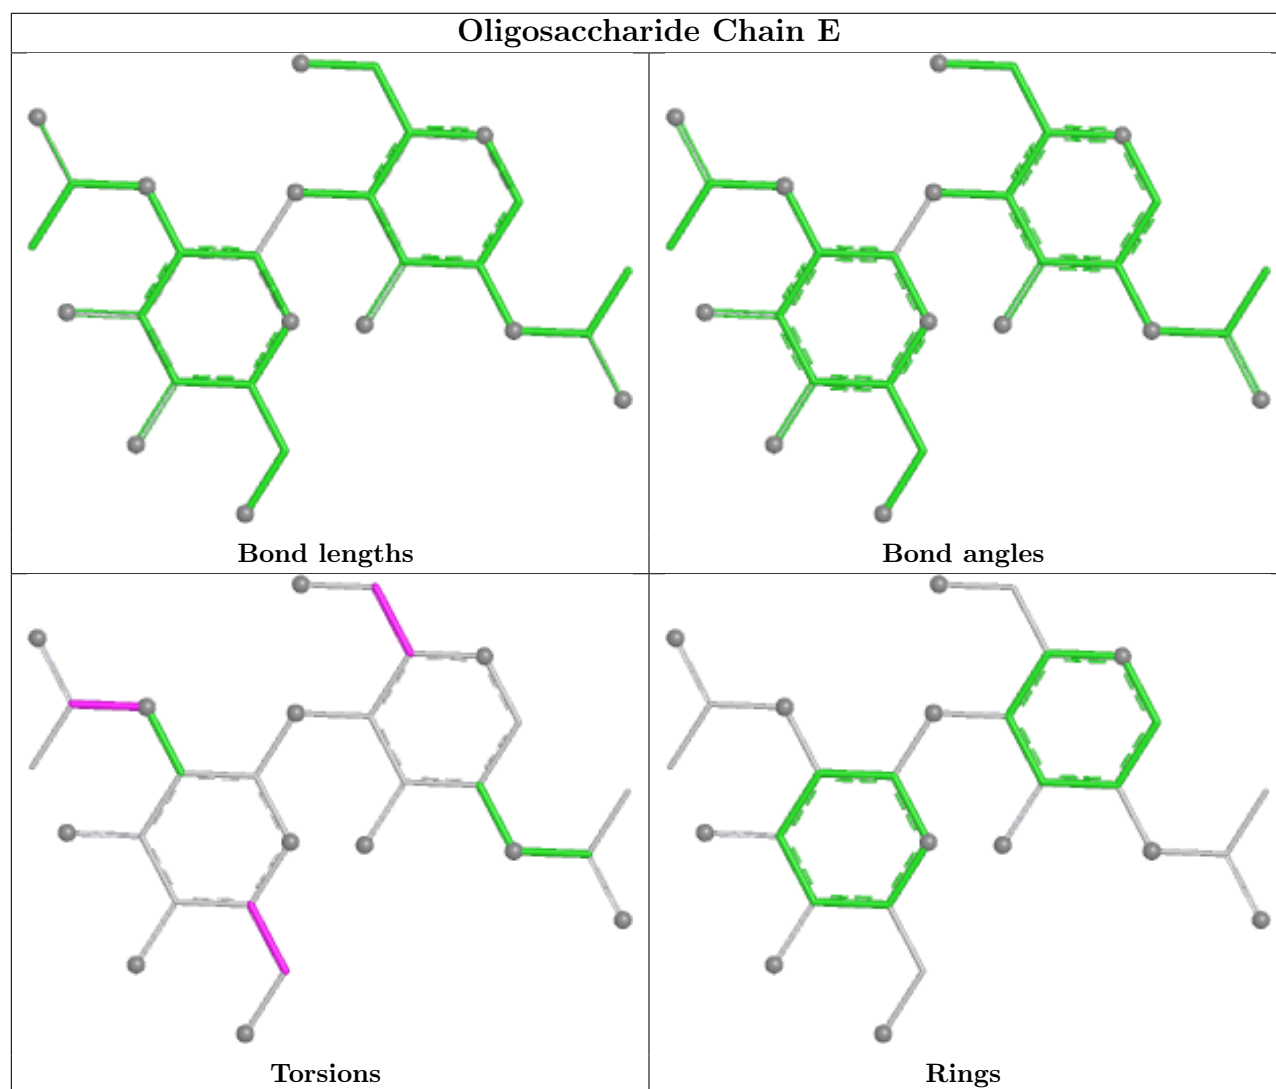 Oligosaccharide Chain E
Bond lengths
Bond angles
Torsions
Rings